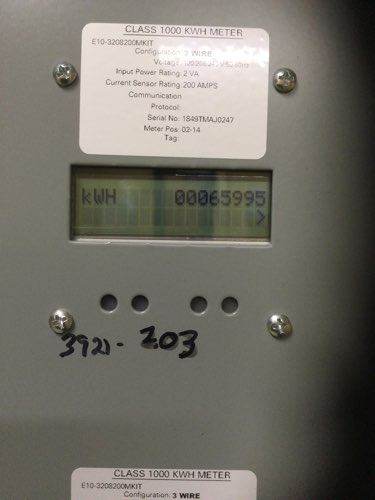 CLASS 1000 KWH METER
E10-3208200MKIT
Configuration: 3 WIRE
Voltage:
Input Power Rating: 2 VA
Current Sensor Rating: 200 AMPS
Communication
Protocol:
Serial No: 1849TMAJ0247
Meter Pos: 02-14
Tag:
kWH 00065995
>
203
CLASS 1000 KWH METER
E10-3208200MKIT
Configuration: 3 WIRE